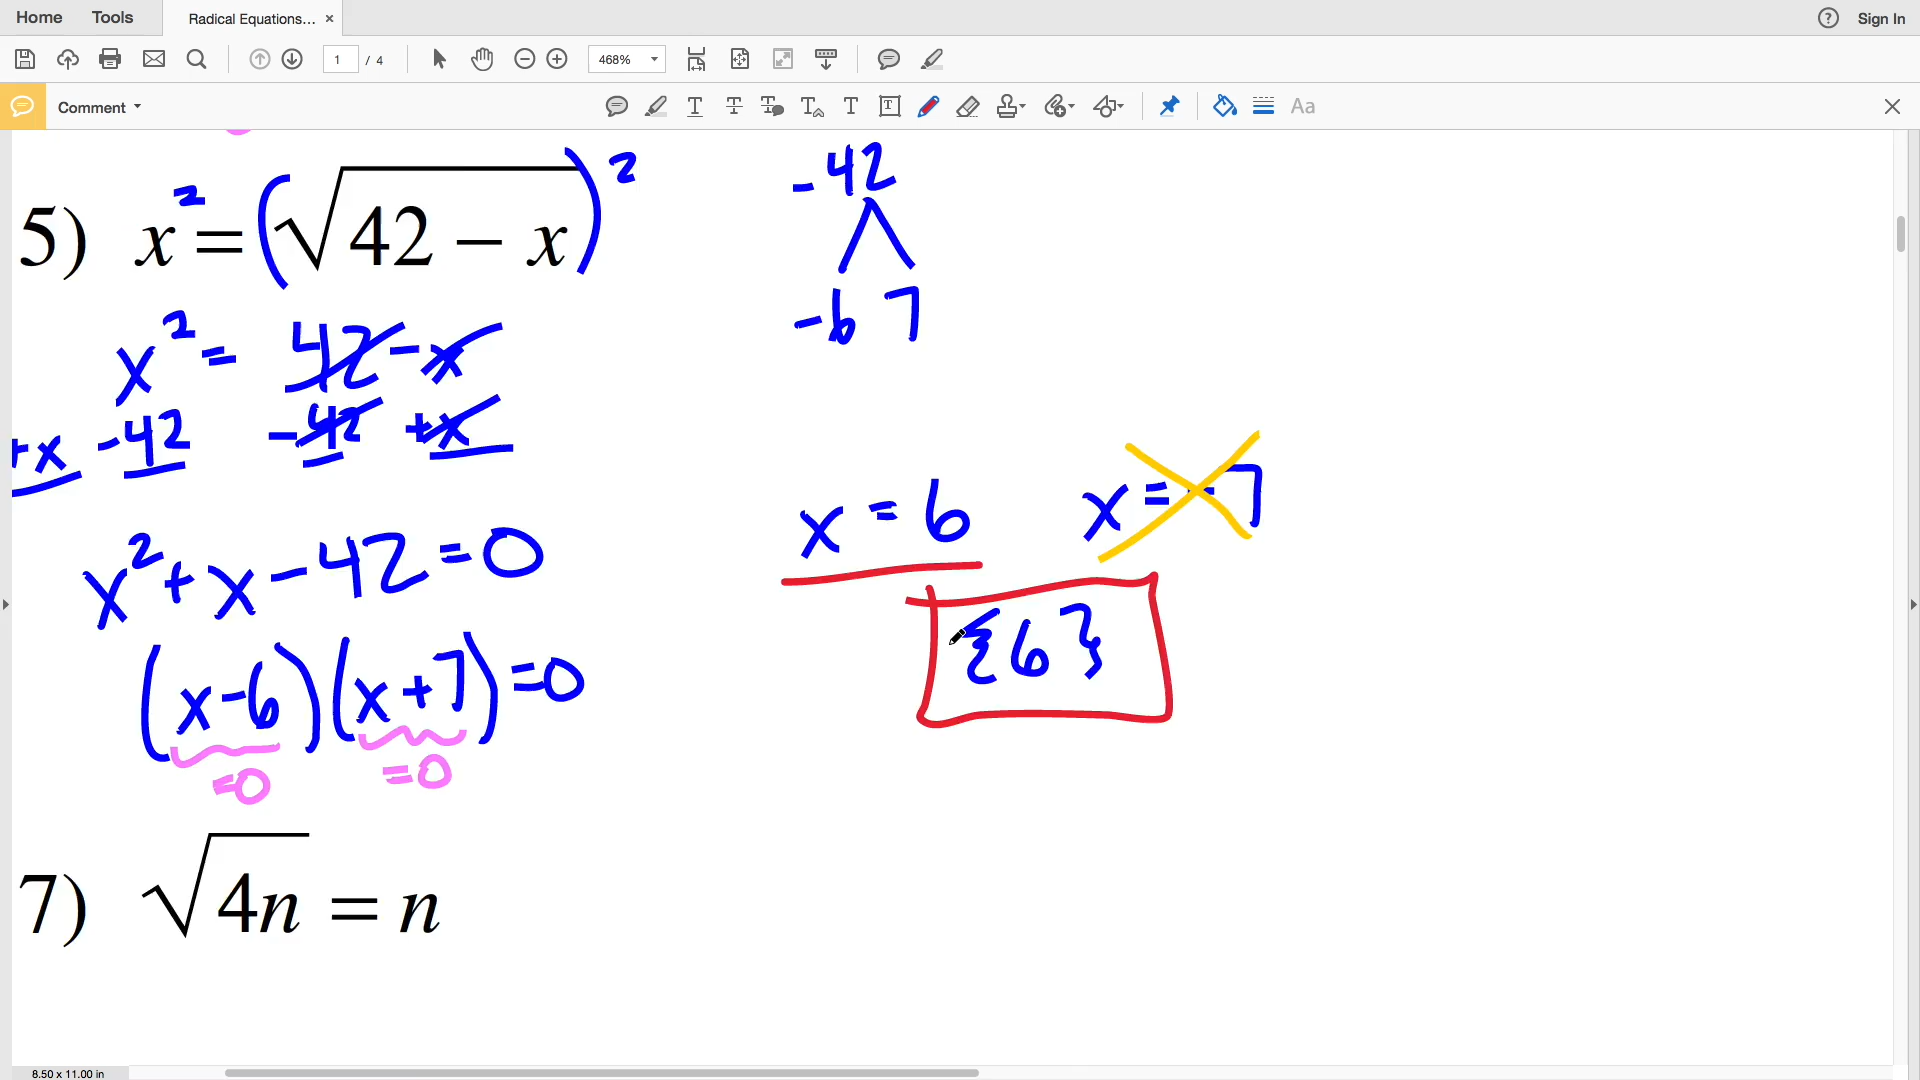 Home Tools Radical Equations... × ? Sign In
1 / 4 468%
Comment Aa
5) x² = (√42 − x)²
-42
-6 7
x² = 42 - x
+x -42 -42 +x
x² + x - 42 = 0
x = 6 x = -7
{6}
(x-6)(x+7)=0
=0 =0
7) √4n = n
8.50 x 11.00 in